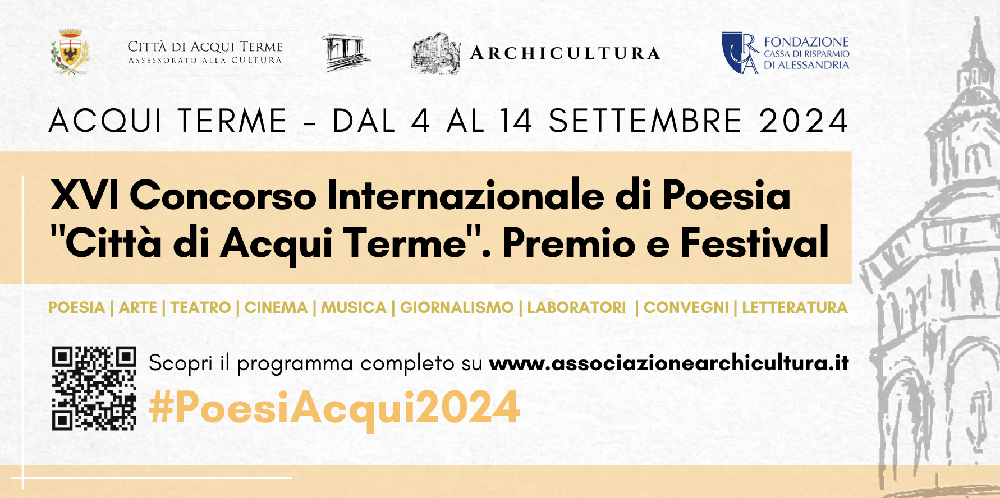 CITTÀ DI ACQUI TERME
ASSESSORATO ALLA CULTURA
ARCHICULTURA
CRA
FONDAZIONE
CASSA DI RISPARMIO
DI ALESSANDRIA
ACQUI TERME - DAL 4 AL 14 SETTEMBRE 2024
XVI Concorso Internazionale di Poesia
"Città di Acqui Terme". Premio e Festival
POESIA | ARTE | TEATRO | CINEMA | MUSICA | GIORNALISMO | LABORATORI | CONVEGNI | LETTERATURA
Scopri il programma completo su www.associazionearchicultura.it
#PoesiAcqui2024